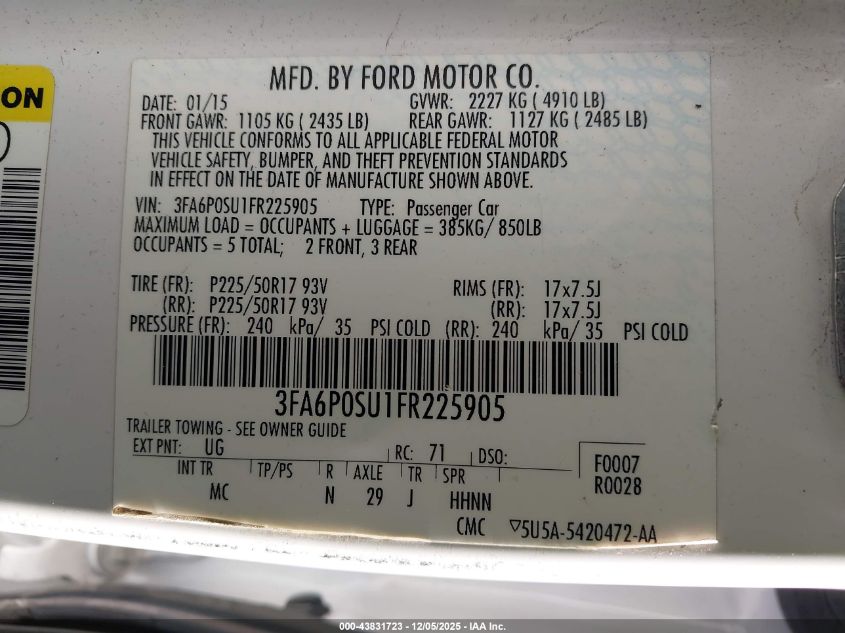 ON
MFD. BY FORD MOTOR CO.
DATE: 01/15 GVWR: 2227 KG ( 4910 LB)
FRONT GAWR: 1105 KG ( 2435 LB) REAR GAWR: 1127 KG ( 2485 LB)
THIS VEHICLE CONFORMS TO ALL APPLICABLE FEDERAL MOTOR
VEHICLE SAFETY, BUMPER, AND THEFT PREVENTION STANDARDS
IN EFFECT ON THE DATE OF MANUFACTURE SHOWN ABOVE.
VIN: 3FA6P0SU1FR225905 TYPE: Passenger Car
MAXIMUM LOAD = OCCUPANTS + LUGGAGE = 385KG/ 850LB
OCCUPANTS = 5 TOTAL; 2 FRONT, 3 REAR
TIRE (FR): P225/50R17 93V RIMS (FR): 17x7.5J
(RR): P225/50R17 93V (RR): 17x7.5J
PRESSURE (FR): 240 kPa/ 35 PSI COLD (RR): 240 kPa/ 35 PSI COLD
3FA6P0SU1FR225905
TRAILER TOWING - SEE OWNER GUIDE
EXT PNT: UG RC: 71 DSO: F0007
INT TR TP/PS R AXLE TR SPR R0028
MC N 29 J HHNN
CMC ▽5U5A-5420472-AA
000-43831723 - 12/05/2025 - IAA Inc.